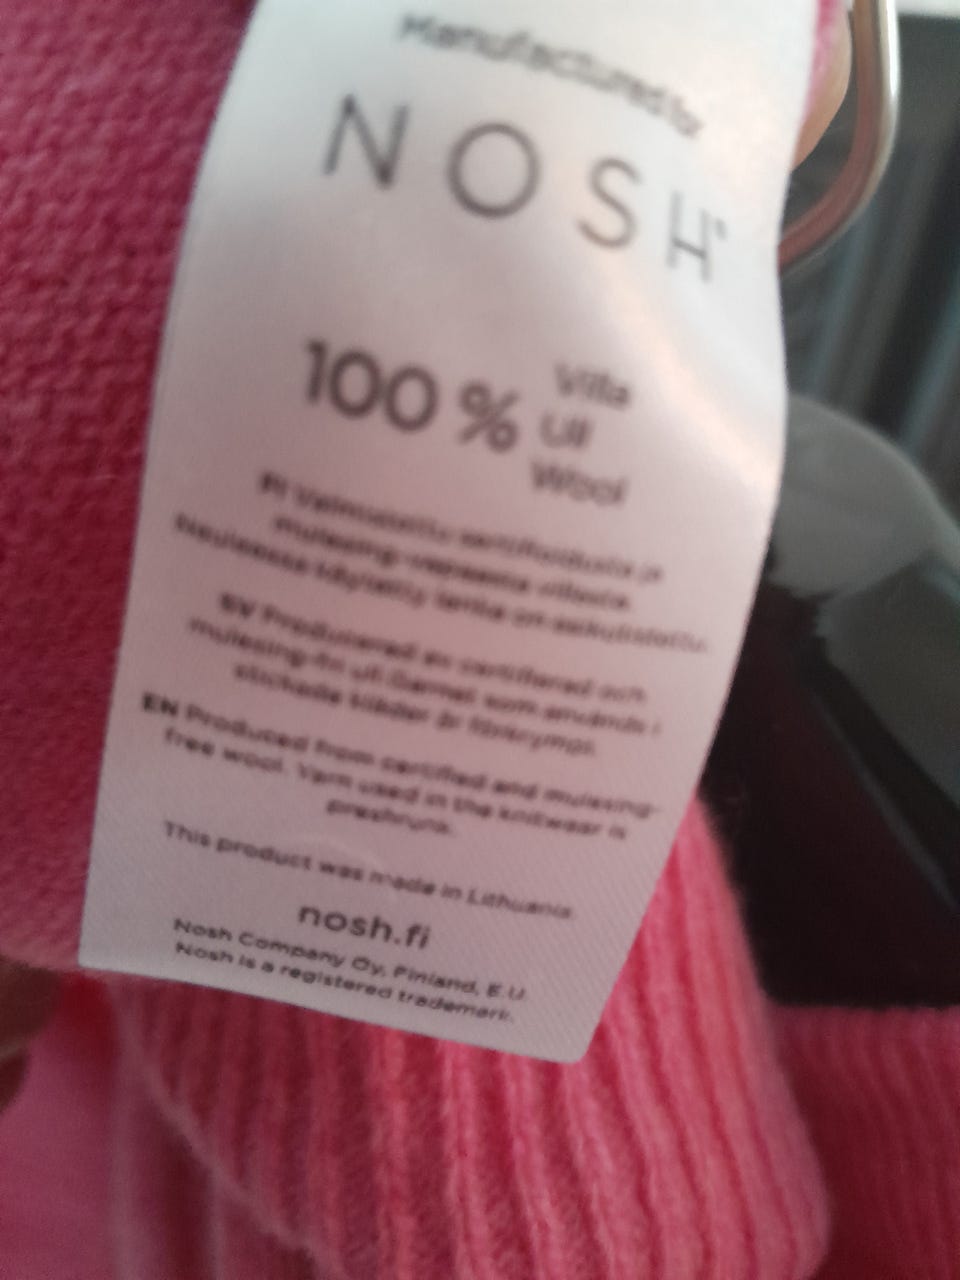 Manufactured for
NOSH®
100 % Villa
Ull
Wool
FI Valmistettu sertifioidusta ja
mulesing-vapaasta villasta.
Neuleessa käytetty lanka on esikutistettu.
SV Producerad av certifierad och
mulesing-fri ull. Garnet som används i
stickade kläder är förkrympt.
EN Produced from certified and mulesing-
free wool. Yarn used in the knitwear is
preshrunk.
This product was made in Lithuania.
nosh.fi
Nosh Company Oy, Finland, E.U.
Nosh is a registered trademark.